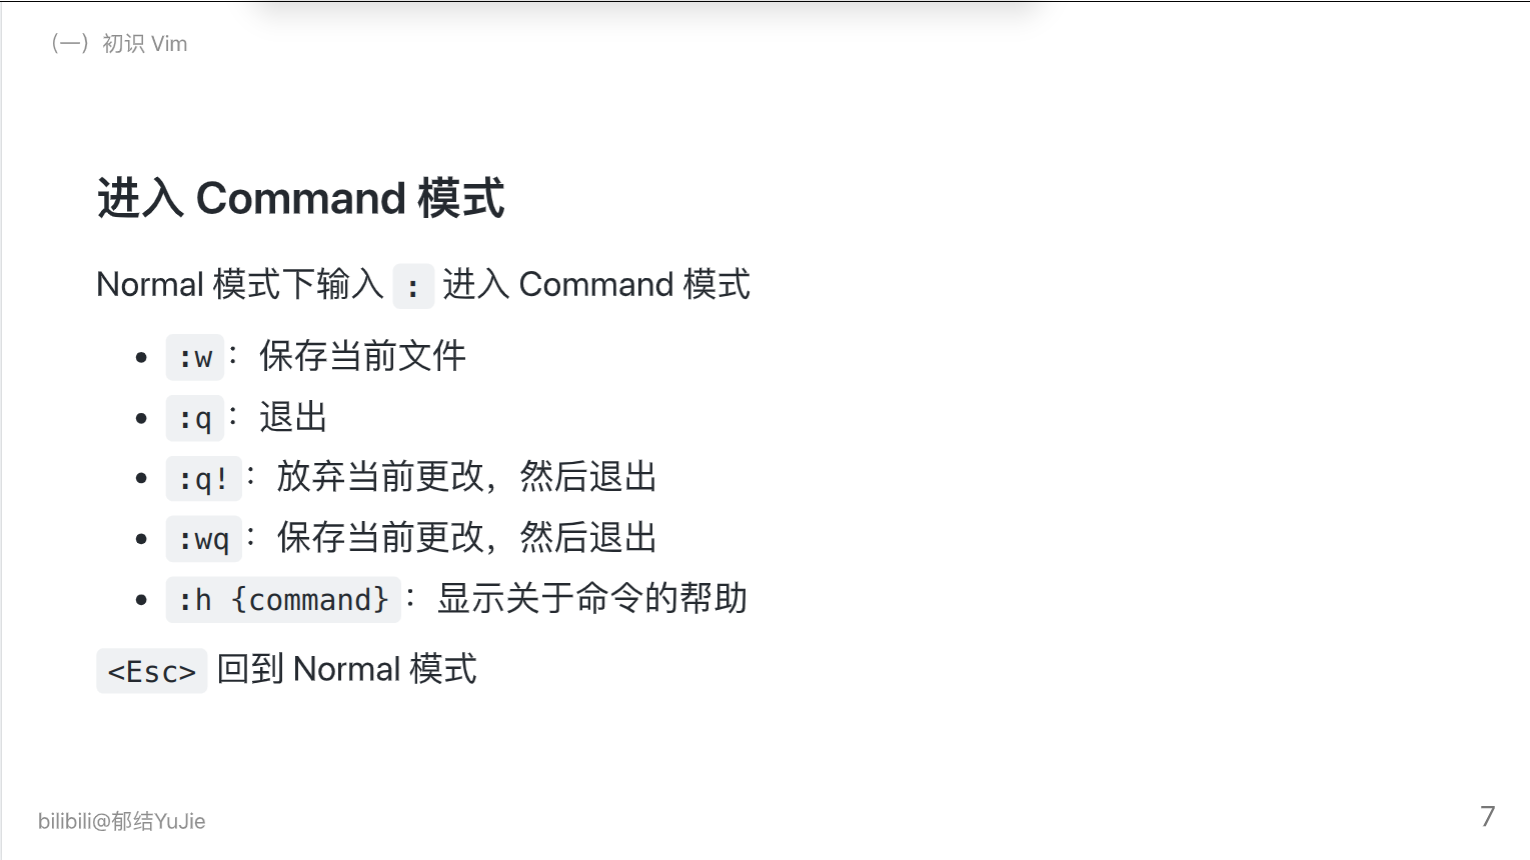 （一）初识 Vim
进入 Command 模式
Normal 模式下输入 : 进入 Command 模式
• :w： 保存当前文件
• :q： 退出
• :q!： 放弃当前更改，然后退出
• :wq： 保存当前更改，然后退出
• :h {command}： 显示关于命令的帮助
<Esc> 回到 Normal 模式
bilibili@郁结YuJie
7